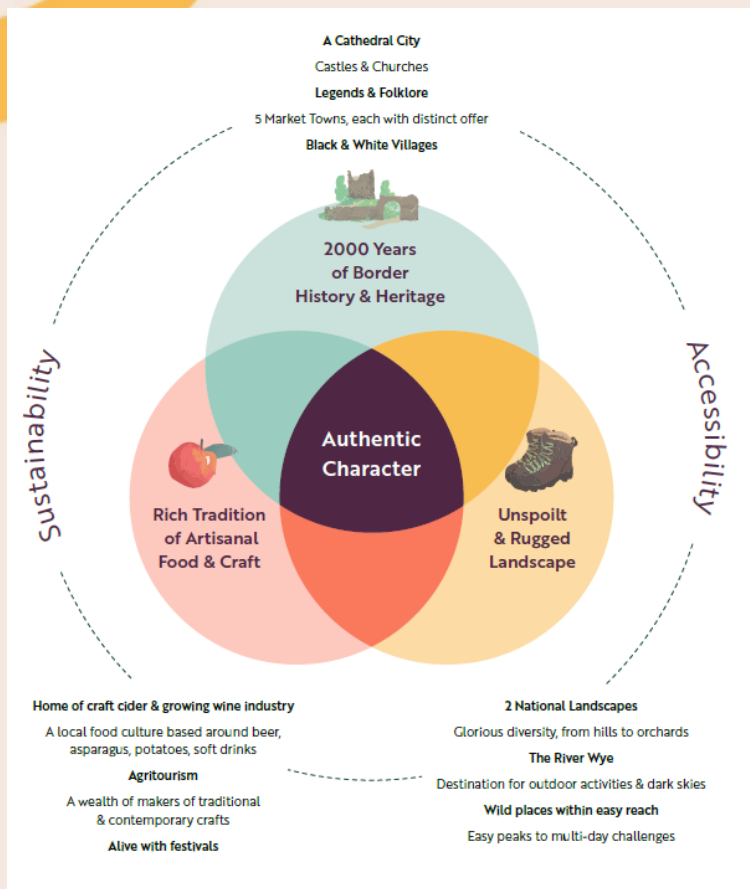 A Cathedral City
Castles & Churches
Legends & Folklore
5 Market Towns, each with distinct offer
Black & White Villages
2000 Years
of Border
History & Heritage
Sustainability
Accessibility
Authentic
Character
Rich Tradition
of Artisanal
Food & Craft
Unspoilt
& Rugged
Landscape
Home of craft cider & growing wine industry
A local food culture based around beer,
asparagus, potatoes, soft drinks
Agritourism
A wealth of makers of traditional
& contemporary crafts
Alive with festivals
2 National Landscapes
Glorious diversity, from hills to orchards
The River Wye
Destination for outdoor activities & dark skies
Wild places within easy reach
Easy peaks to multi-day challenges